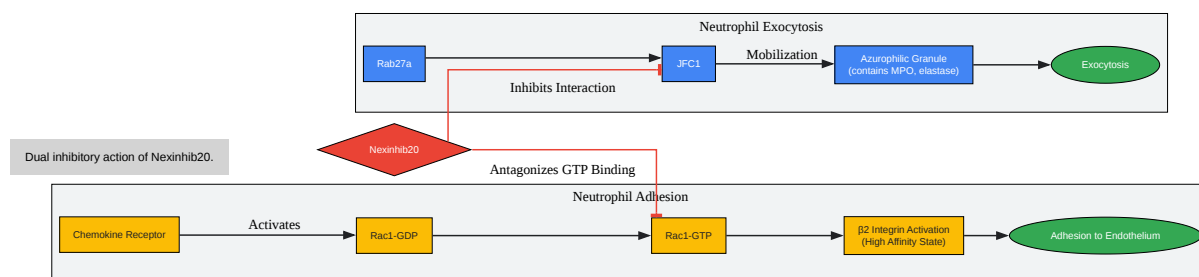 Neutrophil Exocytosis
Rab27a
JFC1
Mobilization
Azurophilic Granule
(contains MPO, elastase)
Exocytosis
Inhibits Interaction
Dual inhibitory action of Nexinhib20.
Nexinhib20
Antagonizes GTP Binding
Neutrophil Adhesion
Chemokine Receptor
Activates
Rac1-GDP
Rac1-GTP
β2 Integrin Activation
(High Affinity State)
Adhesion to Endothelium